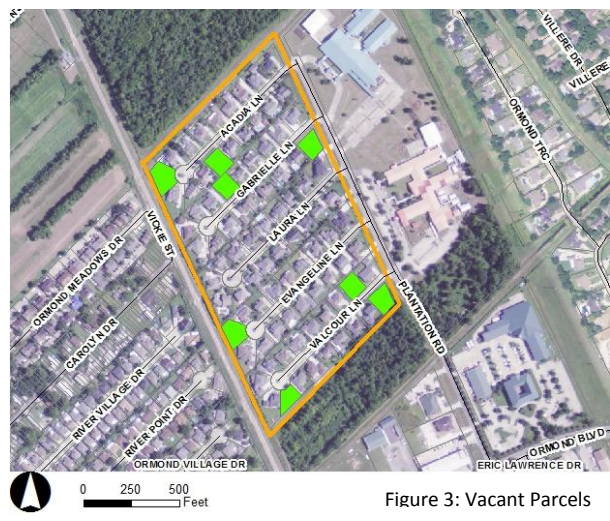 NS
VILLERE DR
VILLERE
ORMOND TRC
ACADIA LN
GABRIELLE LN
LAURA LN
EVANGELINE LN
VALCOUR LN
VICKIE ST
ORMOND MEADOWS DR
CAROLYN DR
RIVER VILLAGE DR
RIVER POINT DR
PLANTATION RD
ORMOND BLVD
ORMOND VILLAGE DR
ERIC LAWRENCE DR
0 250 500
Feet
Figure 3: Vacant Parcels